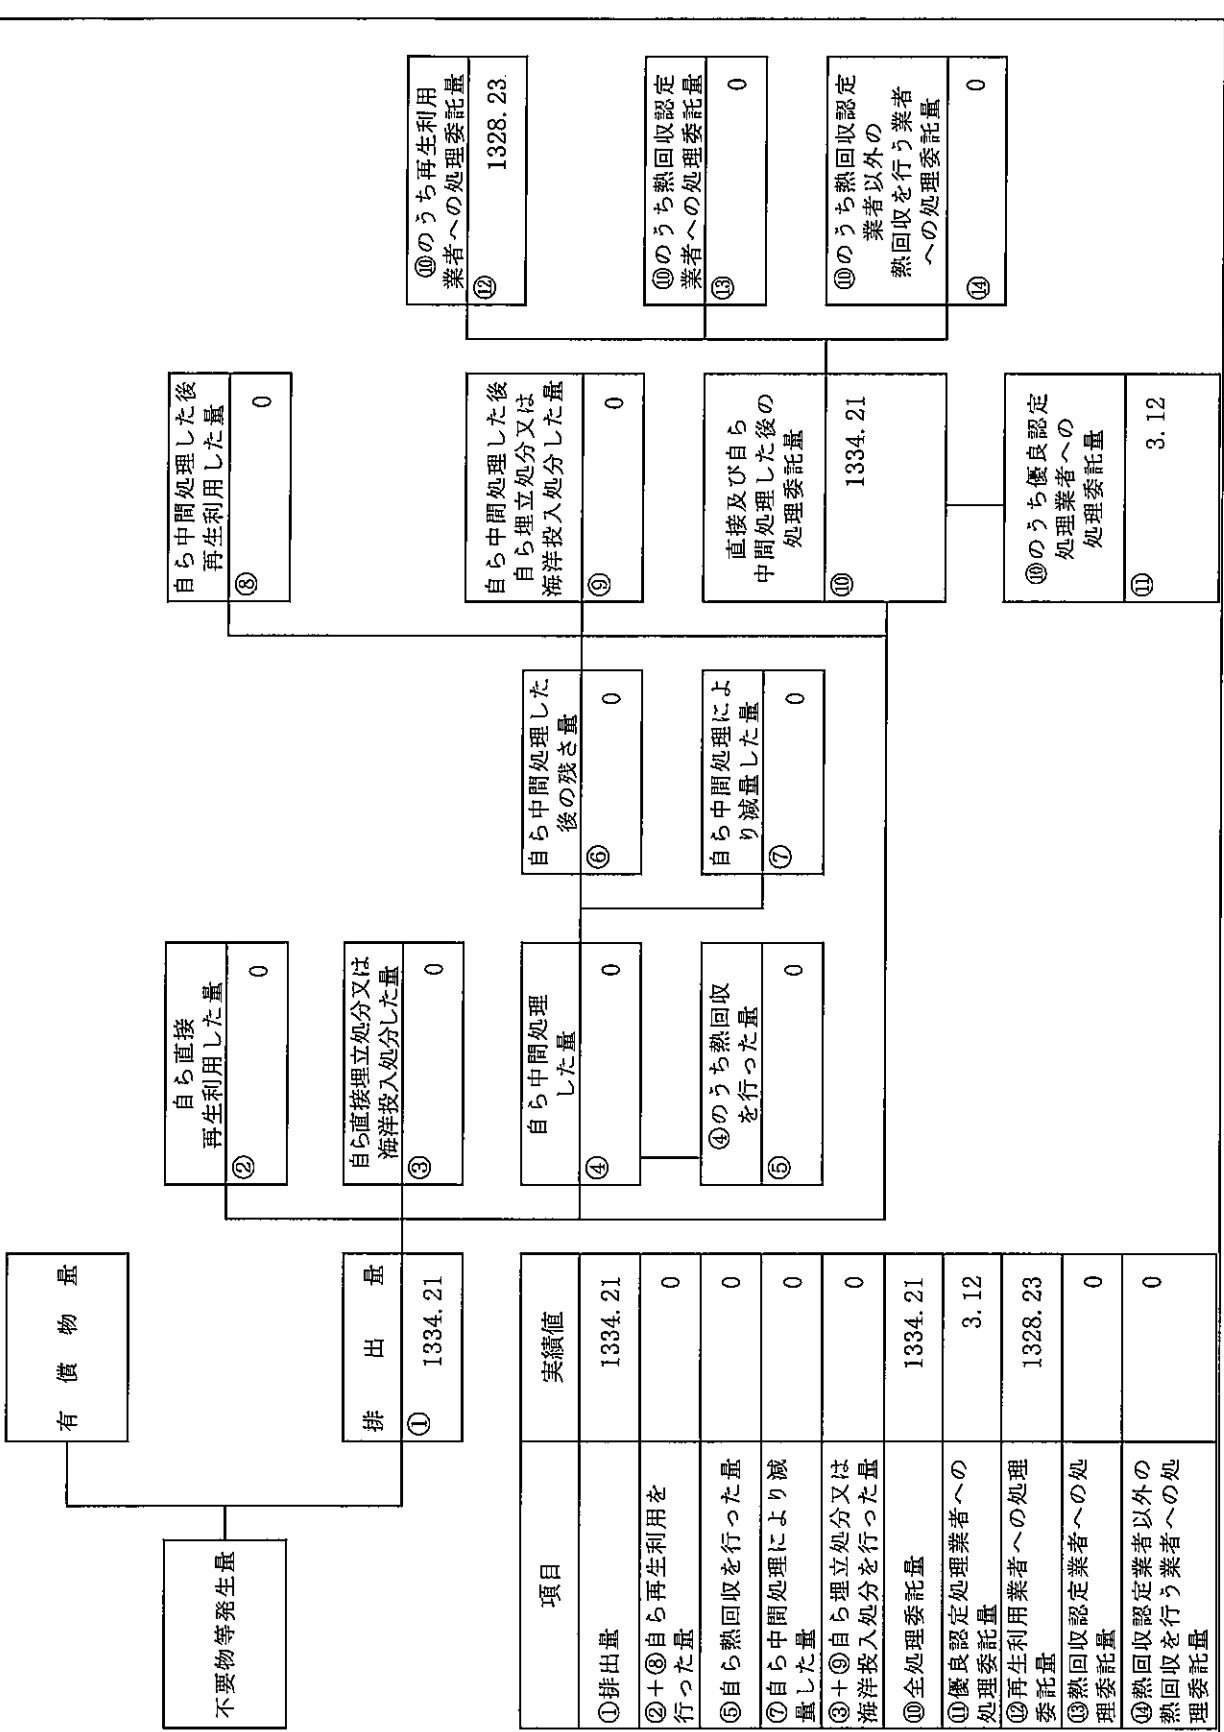 不要物等発生量
有償物量
排出量
① 1334.21
自ら直接
再生利用した量
② 0
自ら直接埋立処分又は
海洋投入処分した量
③ 0
自ら中間処理
した量
④ 0
④のうち熱回収
を行った量
⑤ 0
自ら中間処理した
後の残さ量
⑥ 0
自ら中間処理によ
り減量した量
⑦ 0
自ら中間処理した後
再生利用した量
⑧ 0
自ら中間処理した後
自ら埋立処分又は
海洋投入処分した量
⑨ 0
直接及び自ら
中間処理した後の
処理委託量
⑩ 1334.21
⑩のうち優良認定
処理業者への
処理委託量
⑪ 3.12
⑩のうち再生利用
業者への処理委託量
⑫ 1328.23
⑩のうち熱回収認定
業者への処理委託量
⑬ 0
⑩のうち熱回収認定
業者以外の
熱回収を行う業者
への処理委託量
⑭ 0
項目 実績値
①排出量 1334.21
②+⑧自ら再生利用を
行った量 0
⑤自ら熱回収を行った量 0
⑦自ら中間処理により減
量した量 0
③+⑨自ら埋立処分又は
海洋投入処分を行った量 0
⑩全処理委託量 1334.21
⑪優良認定処理業者への
処理委託量 3.12
⑫再生利用業者への処理
委託量 1328.23
⑬熱回収認定業者への処
理委託量 0
⑭熱回収認定業者以外の
熱回収を行う業者への処
理委託量 0